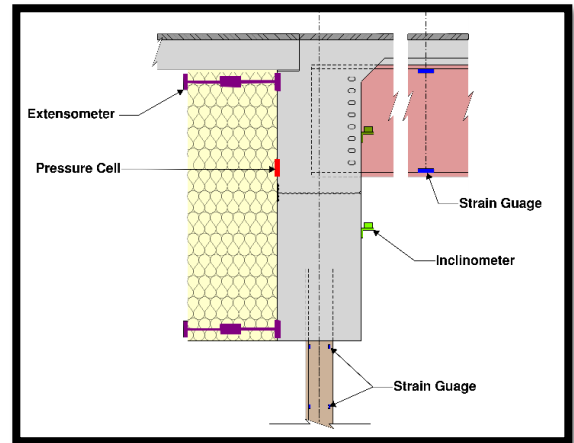 Extensometer
Pressure Cell
Strain Guage
Inclinometer
Strain Guage